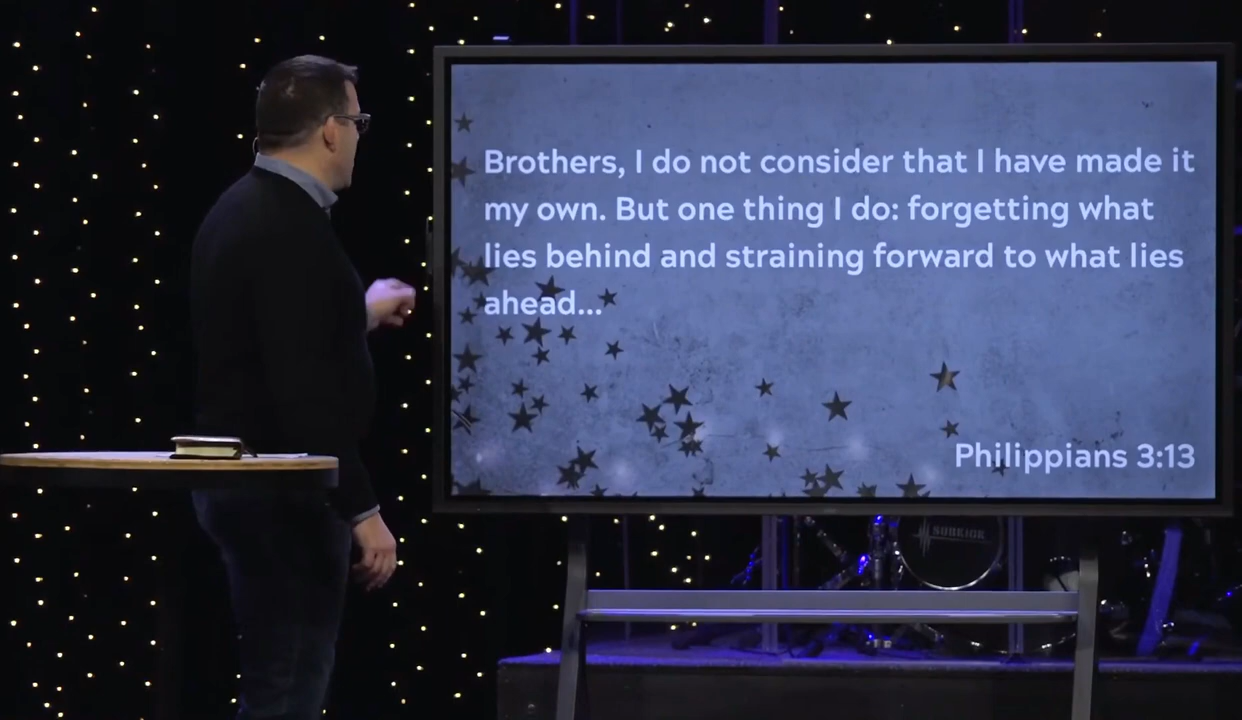 Brothers, I do not consider that I have made it
my own. But one thing I do: forgetting what
lies behind and straining forward to what lies
ahead...
Philippians 3:13